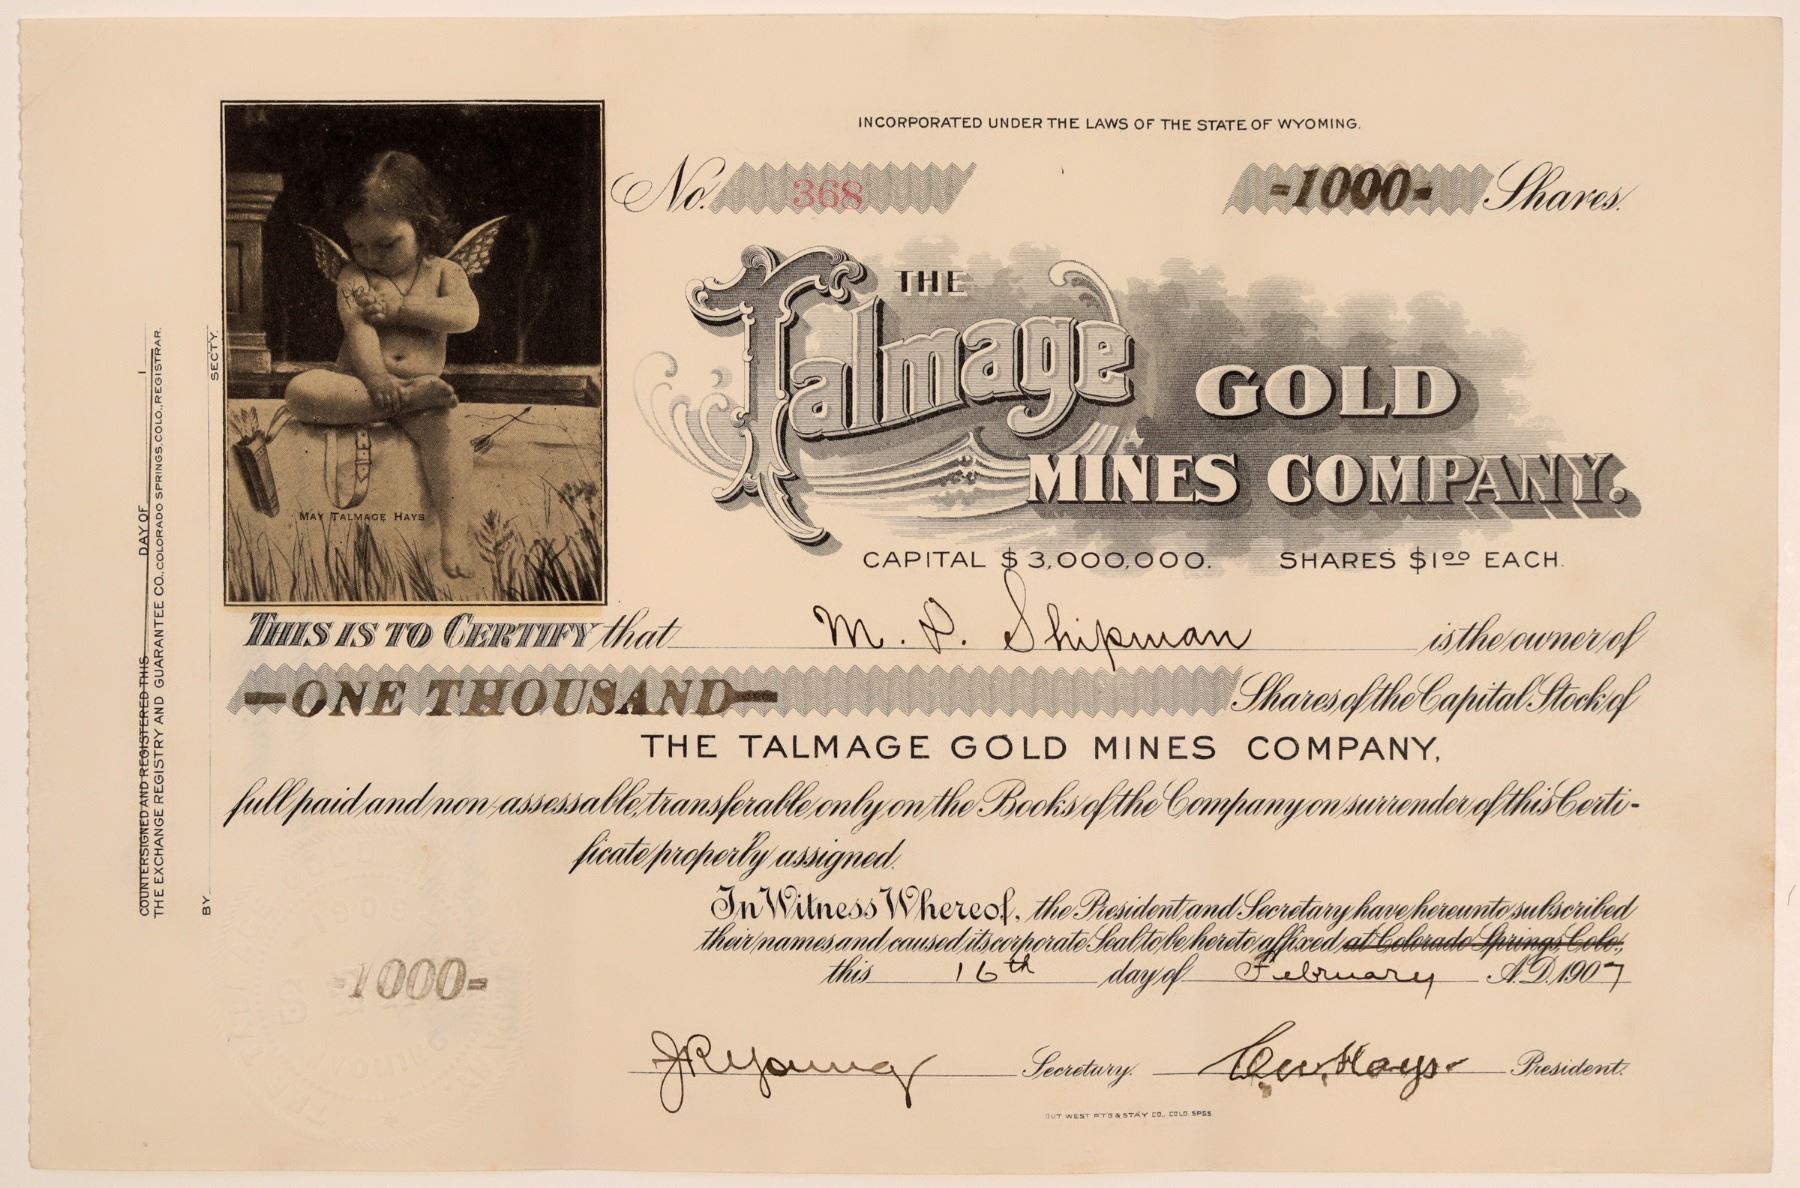 INCORPORATED UNDER THE LAWS OF THE STATE OF WYOMING.
No. 368
-1000- Shares.
THE Talmage GOLD
MINES COMPANY.
CAPITAL $3,000,000. SHARES $1.00 EACH.
MAY TALMAGE HAYS
THIS IS TO CERTIFY that M. P. Shipman is the owner of
-ONE THOUSAND- Shares of the Capital Stock of
THE TALMAGE GOLD MINES COMPANY,
full paid and non-assessable, transferable only on the Books of the Company on surrender of this Certi-
ficate properly assigned.
In Witness Whereof, the President and Secretary have hereunto subscribed
their names and caused its corporate Seal to be hereto affixed at Colorado Springs, Colo.,
this 16th day of February A.D. 1907
-1000-
J R Young Secretary. C. W. Hays President.
OUT WEST PT'G & STA'Y CO., COLO. SPGS.
COUNTERSIGNED AND REGISTERED THIS DAY OF 1
THE EXCHANGE REGISTRY AND GUARANTEE CO., COLORADO SPRINGS, COLO., REGISTRAR.
BY SECTY.